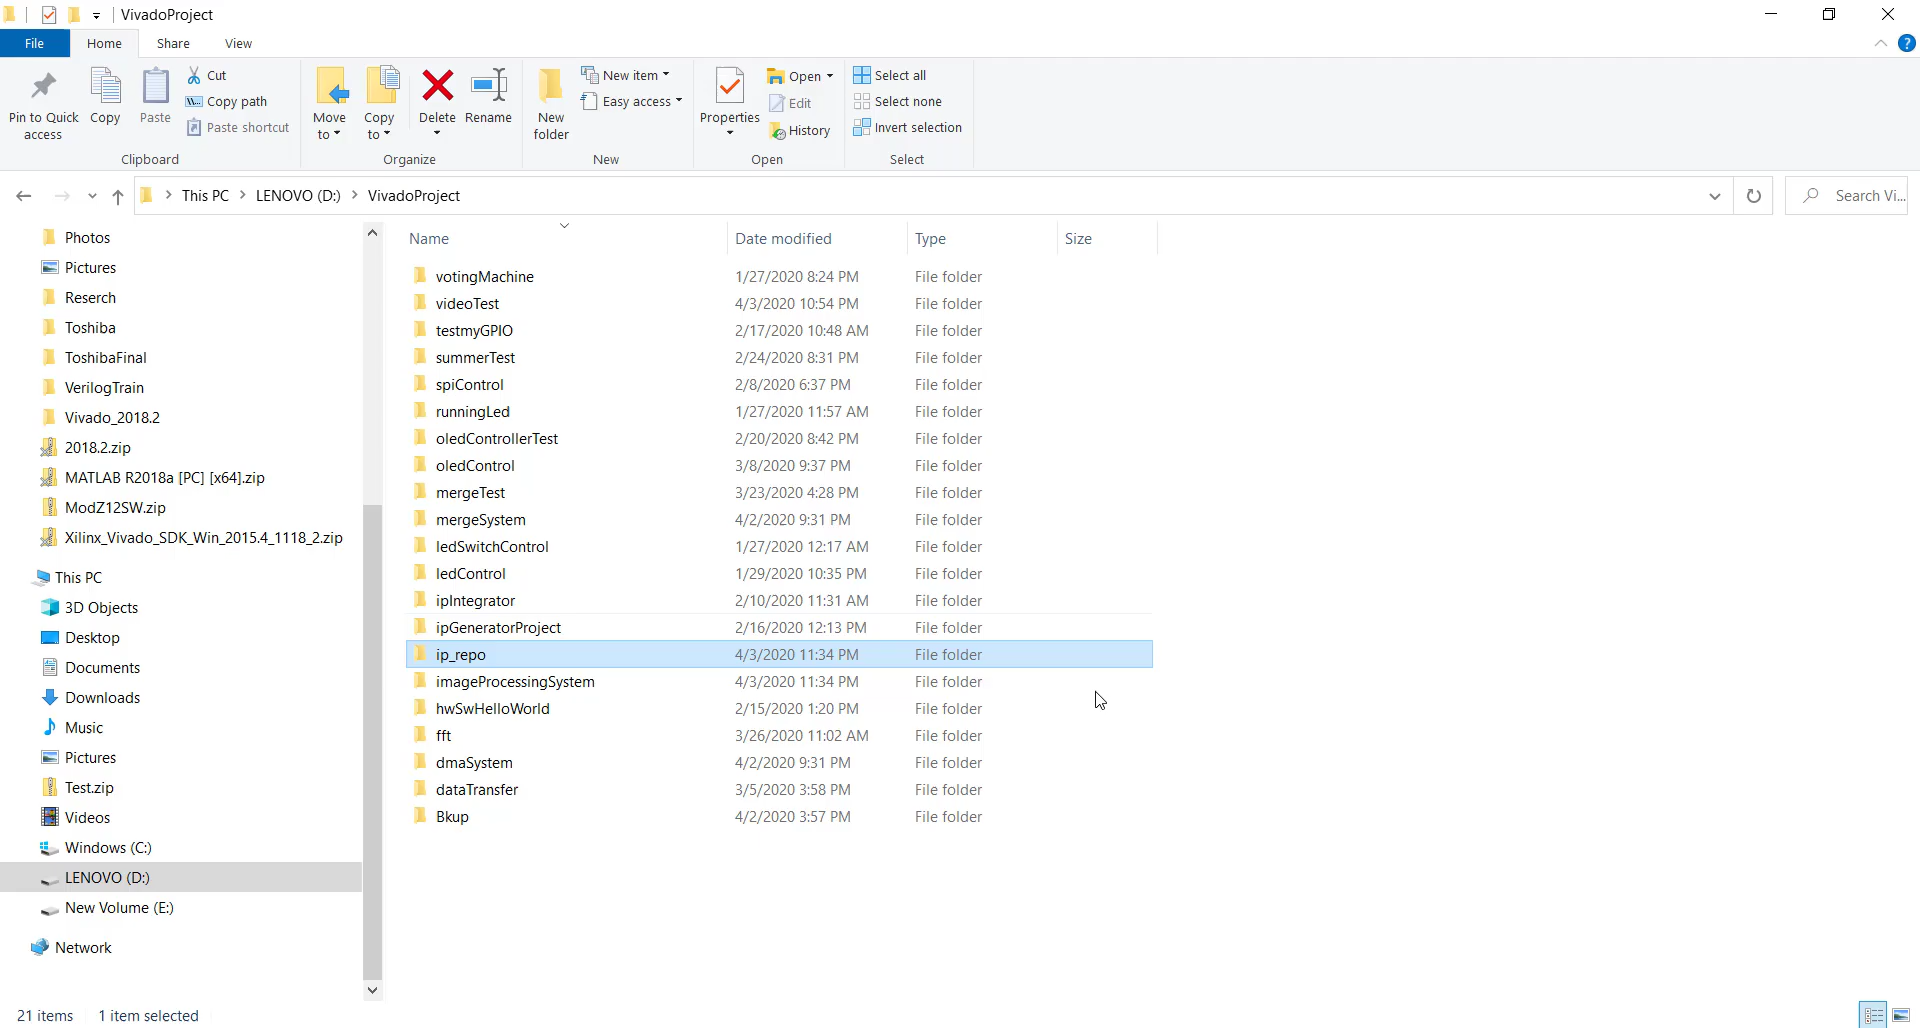 VivadoProject
File Home Share View
Pin to Quick access
Copy
Paste
Cut
Copy path
Paste shortcut
Clipboard
Move to
Copy to
Delete
Rename
Organize
New folder
New item
Easy access
New
Properties
Open
Edit
History
Open
Select all
Select none
Invert selection
Select
This PC > LENOVO (D:) > VivadoProject
Search Vi...
Photos
Pictures
Reserch
Toshiba
ToshibaFinal
VerilogTrain
Vivado_2018.2
2018.2.zip
MATLAB R2018a [PC] [x64].zip
ModZ12SW.zip
Xilinx_Vivado_SDK_Win_2015.4_1118_2.zip
This PC
3D Objects
Desktop
Documents
Downloads
Music
Pictures
Test.zip
Videos
Windows (C:)
LENOVO (D:)
New Volume (E:)
Network
Name Date modified Type Size
votingMachine 1/27/2020 8:24 PM File folder
videoTest 4/3/2020 10:54 PM File folder
testmyGPIO 2/17/2020 10:48 AM File folder
summerTest 2/24/2020 8:31 PM File folder
spiControl 2/8/2020 6:37 PM File folder
runningLed 1/27/2020 11:57 AM File folder
oledControllerTest 2/20/2020 8:42 PM File folder
oledControl 3/8/2020 9:37 PM File folder
mergeTest 3/23/2020 4:28 PM File folder
mergeSystem 4/2/2020 9:31 PM File folder
ledSwitchControl 1/27/2020 12:17 AM File folder
ledControl 1/29/2020 10:35 PM File folder
ipIntegrator 2/10/2020 11:31 AM File folder
ipGeneratorProject 2/16/2020 12:13 PM File folder
ip_repo 4/3/2020 11:34 PM File folder
imageProcessingSystem 4/3/2020 11:34 PM File folder
hwSwHelloWorld 2/15/2020 1:20 PM File folder
fft 3/26/2020 11:02 AM File folder
dmaSystem 4/2/2020 9:31 PM File folder
dataTransfer 3/5/2020 3:58 PM File folder
Bkup 4/2/2020 3:57 PM File folder
21 items 1 item selected